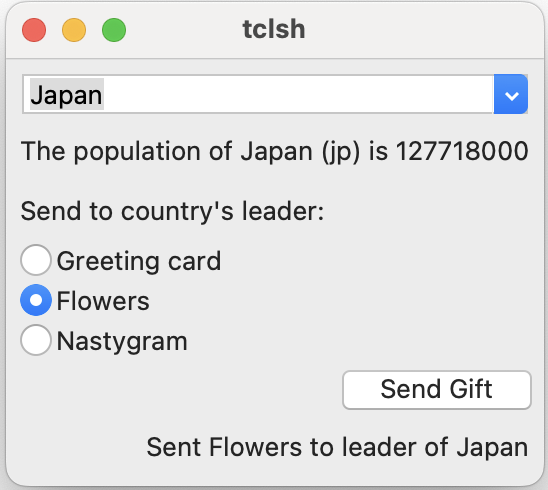 tclsh
Japan
The population of Japan (jp) is 127718000
Send to country's leader:
Greeting card
Flowers
Nastygram
Send Gift
Sent Flowers to leader of Japan